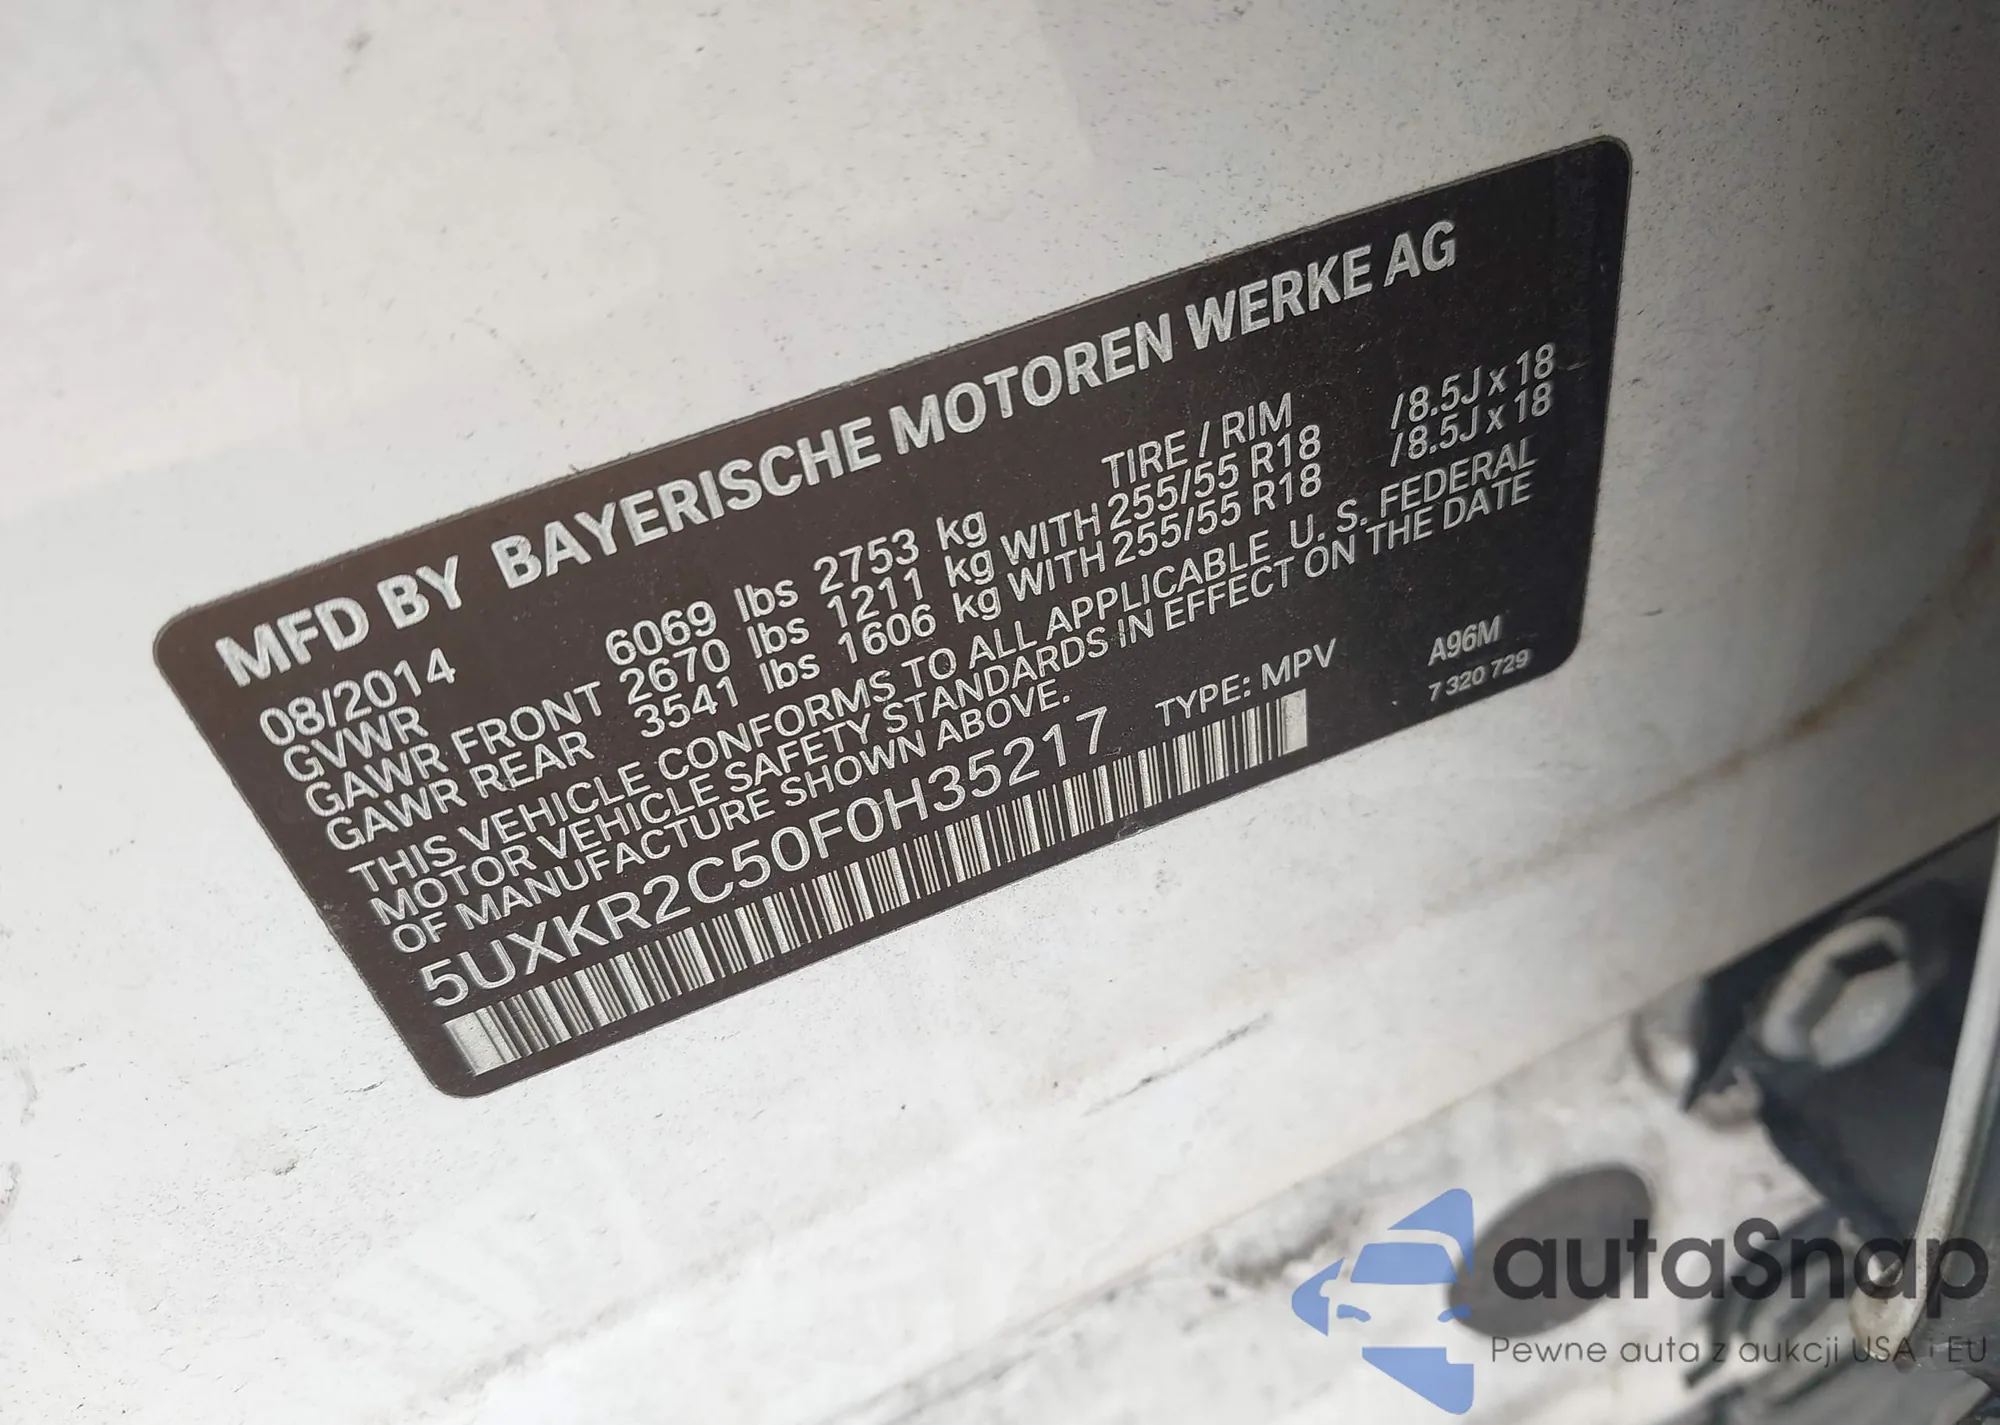 MFD BY BAYERISCHE MOTOREN WERKE AG
08/2014 TIRE / RIM
GVWR 6069 lbs 2753 kg
GAWR FRONT 2670 lbs 1211 kg WITH 255/55 R18 /8.5J x 18
GAWR REAR 3541 lbs 1606 kg WITH 255/55 R18 /8.5J x 18
THIS VEHICLE CONFORMS TO ALL APPLICABLE U. S. FEDERAL
MOTOR VEHICLE SAFETY STANDARDS IN EFFECT ON THE DATE
OF MANUFACTURE SHOWN ABOVE.
5UXKR2C50F0H35217 TYPE: MPV A96M
7 320 729
autaSnap
Pewne auta z aukcji USA i EU